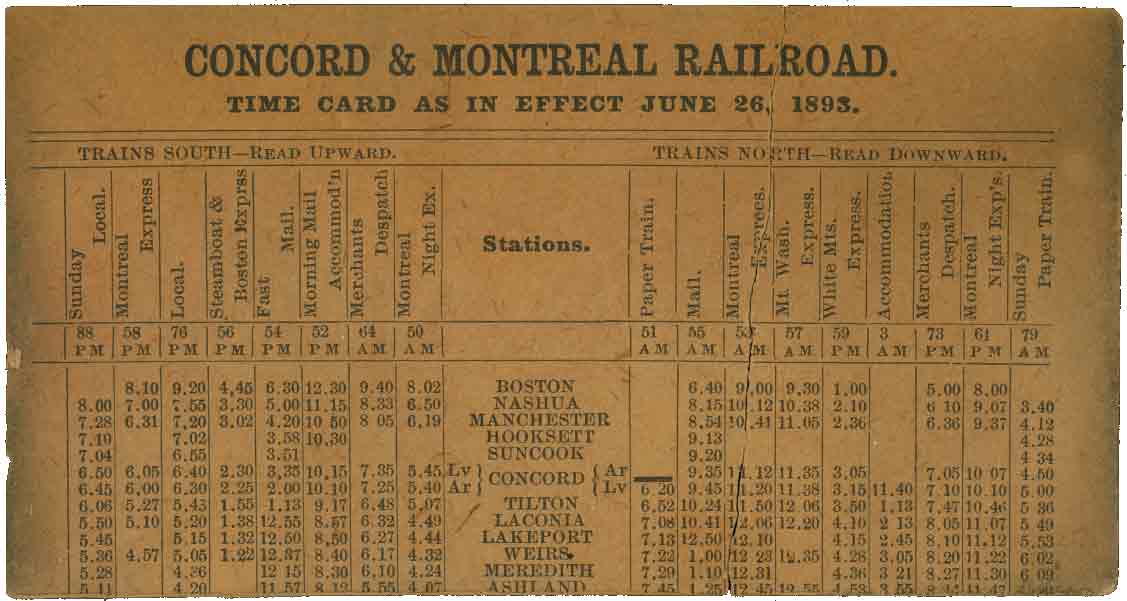 CONCORD & MONTREAL RAILROAD.
TIME CARD AS IN EFFECT JUNE 26, 1893.
TRAINS SOUTH—READ UPWARD. TRAINS NORTH—READ DOWNWARD.
Sunday Local. Montreal Express Local. Steamboat & Boston Exprss Fast Mail. Morning Mail Accommod'n Merchants Despatch Montreal Night Ex. Stations. Paper Train. Mail. Montreal Exprees. Mt. Wash. Express. White Mts. Express. Accommodation Merchants Despatch. Montreal Night Exp's. Sunday Paper Train.
88 58 76 56 54 52 64 50 51 55 53 57 59 3 73 61 79
P M P M P M P M P M P M A M A M A M A M A M A M P M A M P M P M A M
8.10 9.20 4,45 6.30 12.30 9.40 8.02 BOSTON 6.40 9.00 9.30 1.00 5.00 8.00
8.00 7.00 7.55 3.30 5.00 11.15 8.33 6.50 NASHUA 8.15 10.12 10.38 2.10 6 10 9.07 3.40
7.28 6.31 7.20 3.02 4.20 10 50 8 05 6,19 MANCHESTER 8.54 10.41 11.05 2.36 6.36 9.37 4.12
7.10 7.02 3.58 10,30 HOOKSETT 9.13 4.28
7.04 6.55 3.51 SUNCOOK 9.20 4 34
6.50 6,05 6.40 2.30 3,35 10,15 7.35 5.45 Lv CONCORD Ar 9.35 11.12 11.35 3.05 7.05 10 07 4.50
6.45 6,00 6.30 2.25 2.00 10.10 7.25 5.40 Ar Lv 6.20 9.45 11.20 11.38 3.15 11.40 7.10 10.10 5.00
6.06 5.27 5.43 1.55 1.13 9.17 6,48 5,07 TILTON 6.52 10.24 11.50 12.06 3.50 1,13 7.47 10.46 5 36
5.50 5,10 5.20 1.38 12.55 8.57 6.32 4.49 LACONIA 7.08 10.41 12.06 12.20 4.10 2 13 8.05 11.07 5 49
5.45 5.15 1.32 12.50 8,50 6.27 4.44 LAKEPORT 7.13 12,50 12.10 4.15 2.45 8.10 11.12 5.53
5.36 4,57 5.05 1.22 12.37 8.40 6.17 4.32 WEIRS. 7.22 1,00 12 23 12.35 4.28 3,05 8.20 11.22 6 02
5.28 12 15 8.30 6,10 4.24 MEREDITH 7.29 1.10 12.31 4.36 3 21 8.27 11.30 6 09
4.20 11 57 5.55 ASHLAND 7 45 1.25 12 45 12 55 4.53